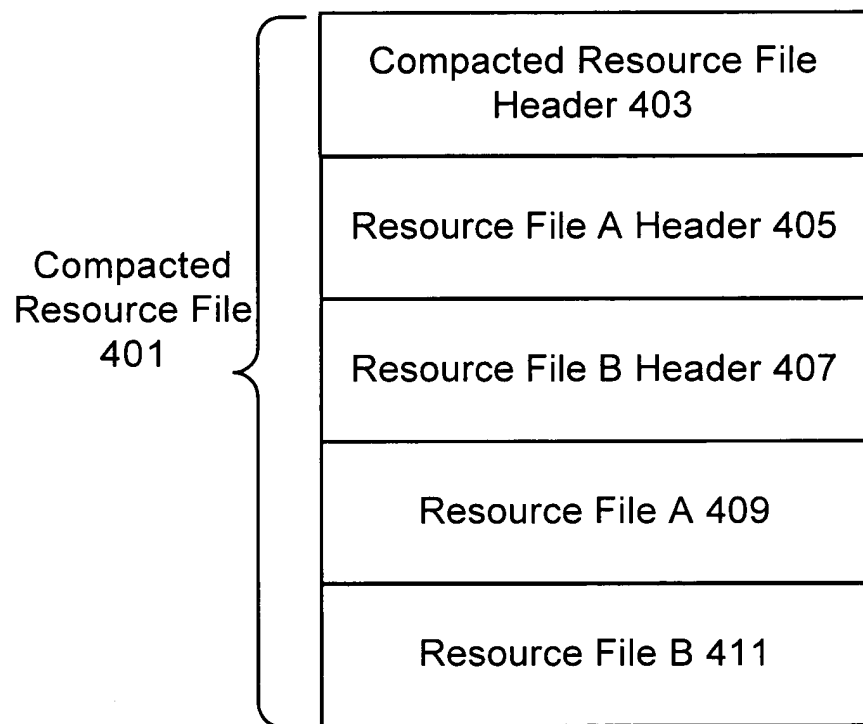 Compacted Resource File
Header 403
Resource File A Header 405
Compacted
Resource File
401
Resource File B Header 407
Resource File A 409
Resource File B 411